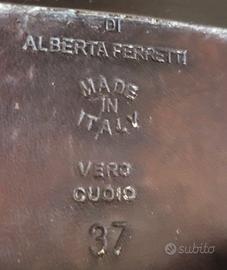 DI
ALBERTA FERRETTI
MADE
IN
ITALY
VERO
CUOIO
37
subito